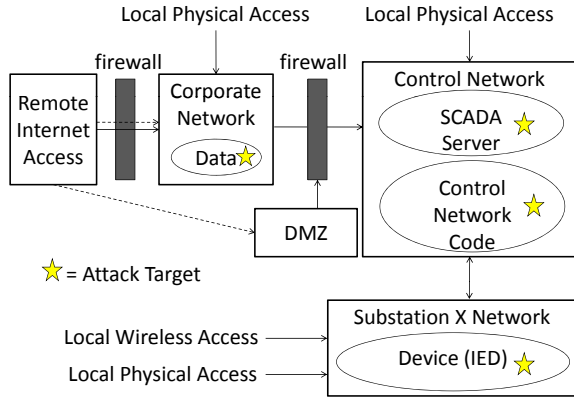 Local Physical Access
Local Physical Access
firewall
firewall
Remote
Internet
Access
Corporate
Network
Data
Control Network
SCADA
Server
Control
Network
Code
DMZ
= Attack Target
Substation X Network
Device (IED)
Local Wireless Access
Local Physical Access